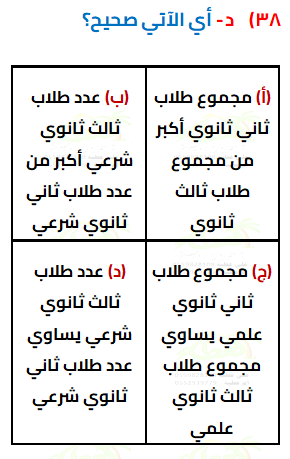 ٣٨) د- أي الآتي صحيح؟
(أ) مجموع طلاب
ثاني ثانوي أكبر
من مجموع
طلاب ثالث
ثانوي
(ب) عدد طلاب
ثالث ثانوي
شرعي أكبر من
عدد طلاب ثاني
ثانوي شرعي
(ج) مجموع طلاب
ثاني ثانوي
علمي يساوي
مجموع طلاب
ثالث ثانوي
علمي
(د) عدد طلاب
ثالث ثانوي
شرعي يساوي
عدد طلاب ثاني
ثانوي شرعي